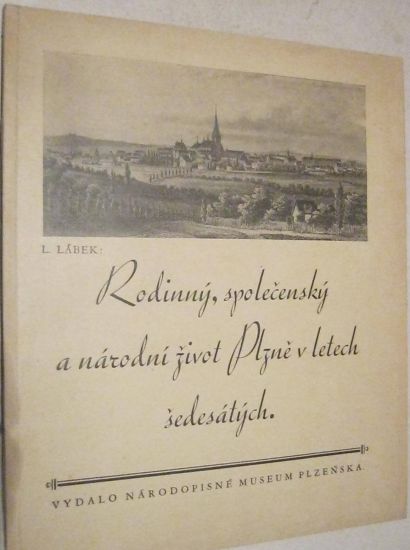 L. LÁBEK:
Rodinný, společenský
a národní život Plzně v letech
šedesátých.
VYDALO NÁRODOPISNÉ MUSEUM PLZEŇSKA.